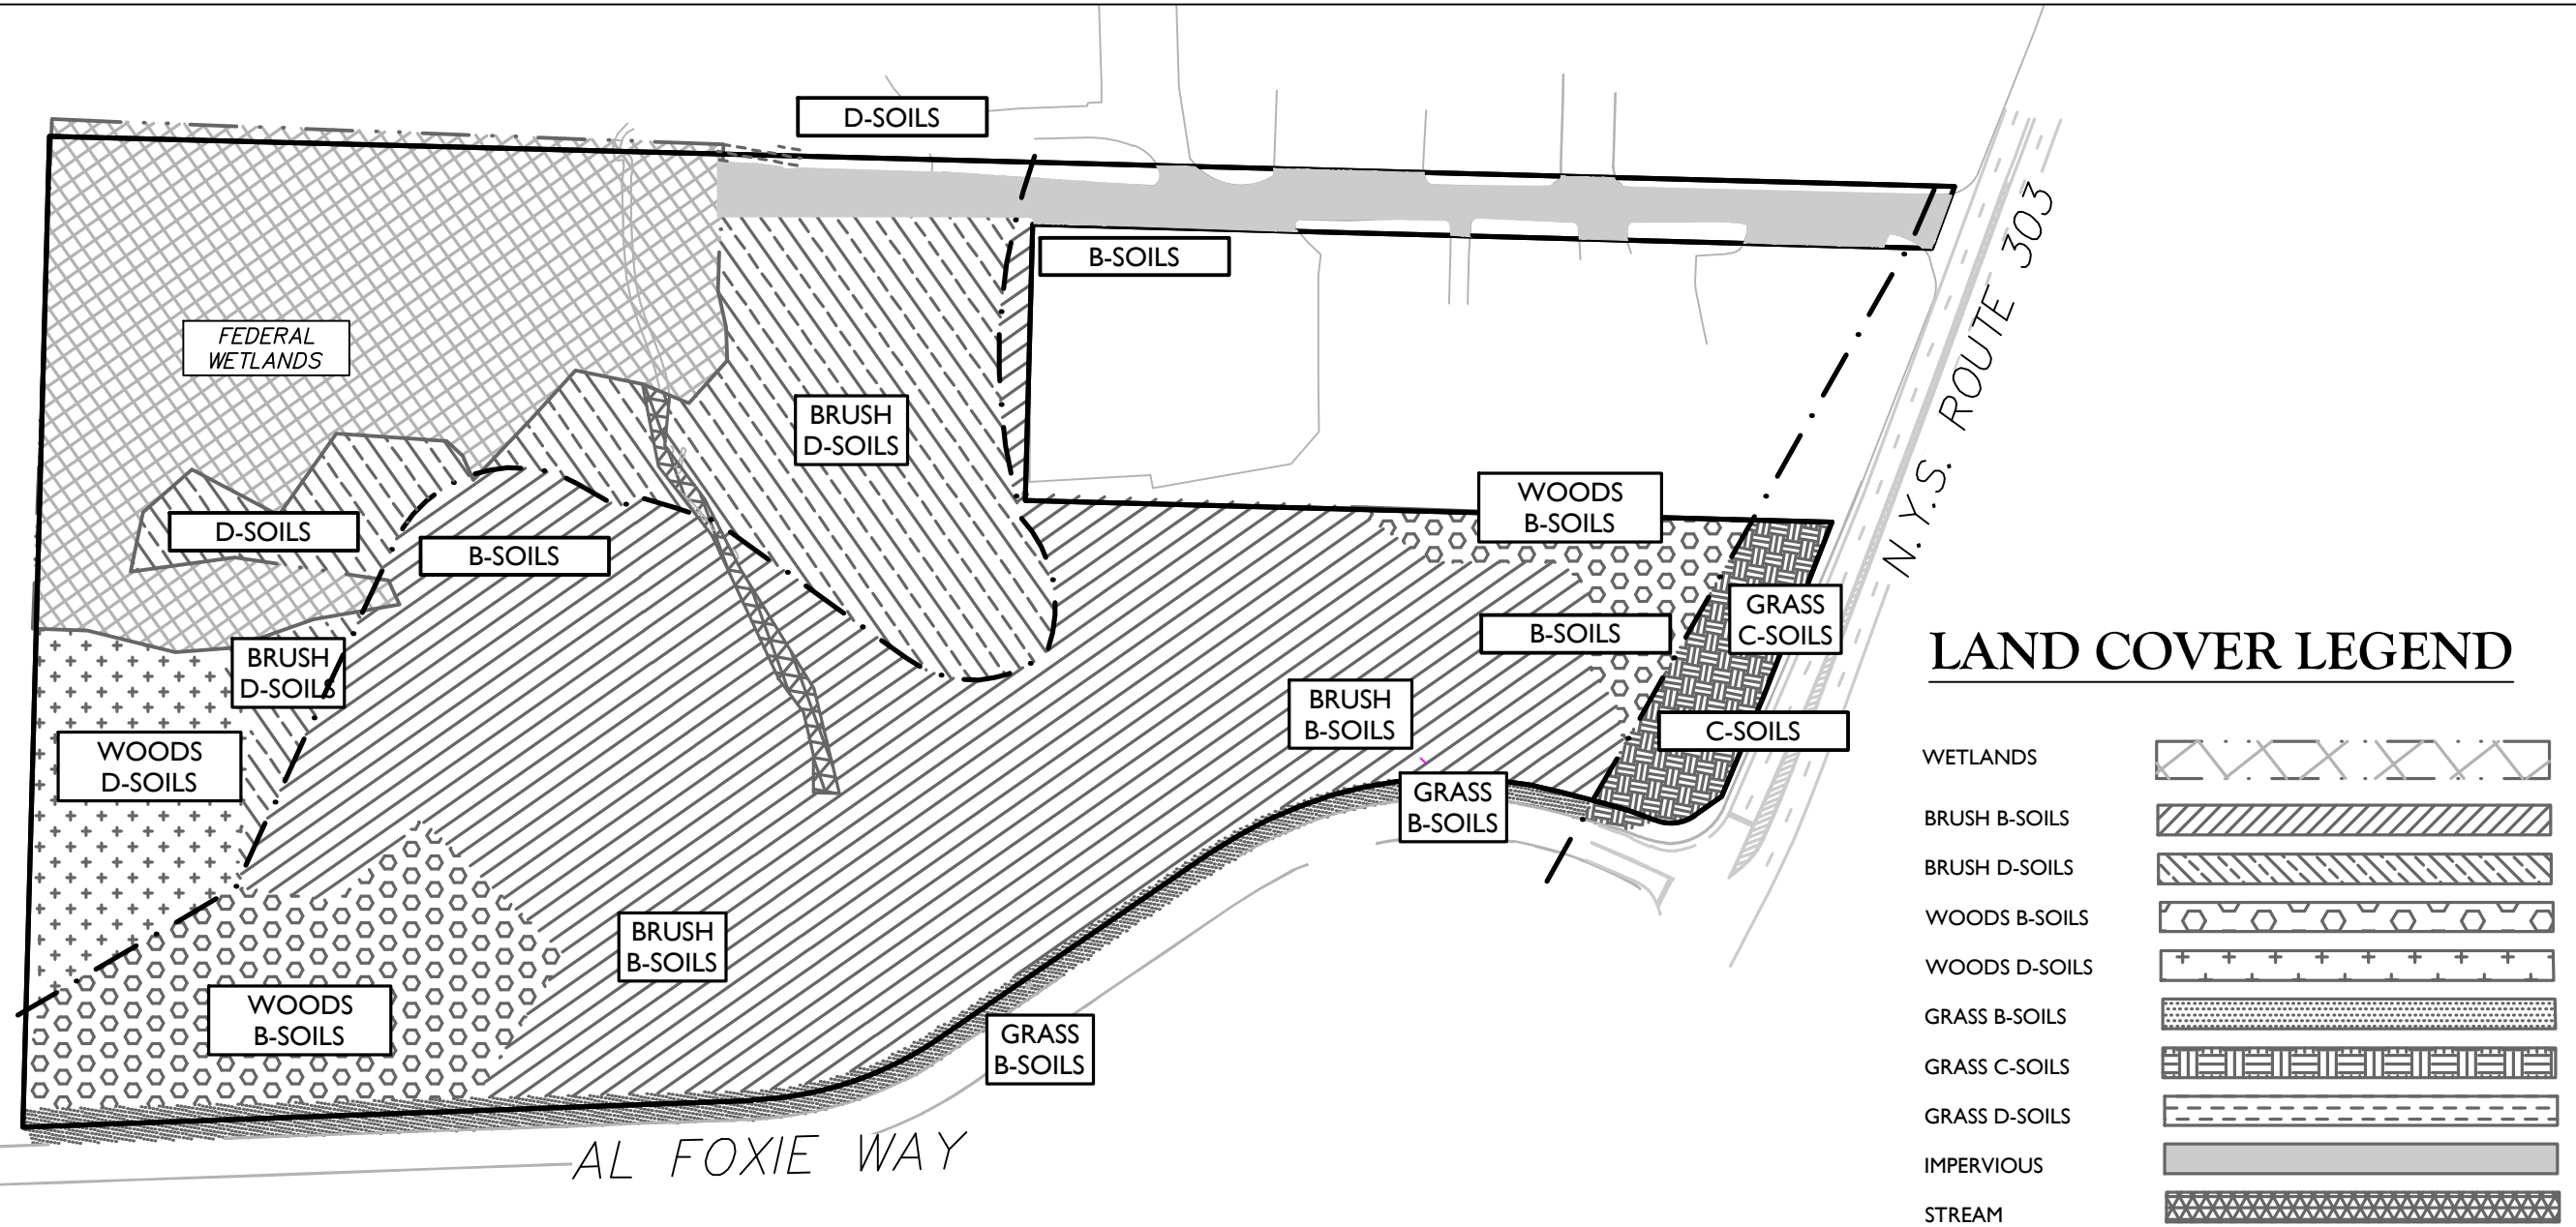 D-SOILS
B-SOILS
FEDERAL
WETLANDS
BRUSH
D-SOILS
N.Y.S. ROUTE 303
WOODS
B-SOILS
D-SOILS
B-SOILS
GRASS
C-SOILS
B-SOILS
BRUSH
D-SOILS
BRUSH
B-SOILS
C-SOILS
WOODS
D-SOILS
GRASS
B-SOILS
BRUSH
B-SOILS
WOODS
B-SOILS
GRASS
B-SOILS
AL FOXIE WAY
LAND COVER LEGEND
WETLANDS
BRUSH B-SOILS
BRUSH D-SOILS
WOODS B-SOILS
WOODS D-SOILS
GRASS B-SOILS
GRASS C-SOILS
GRASS D-SOILS
IMPERVIOUS
STREAM